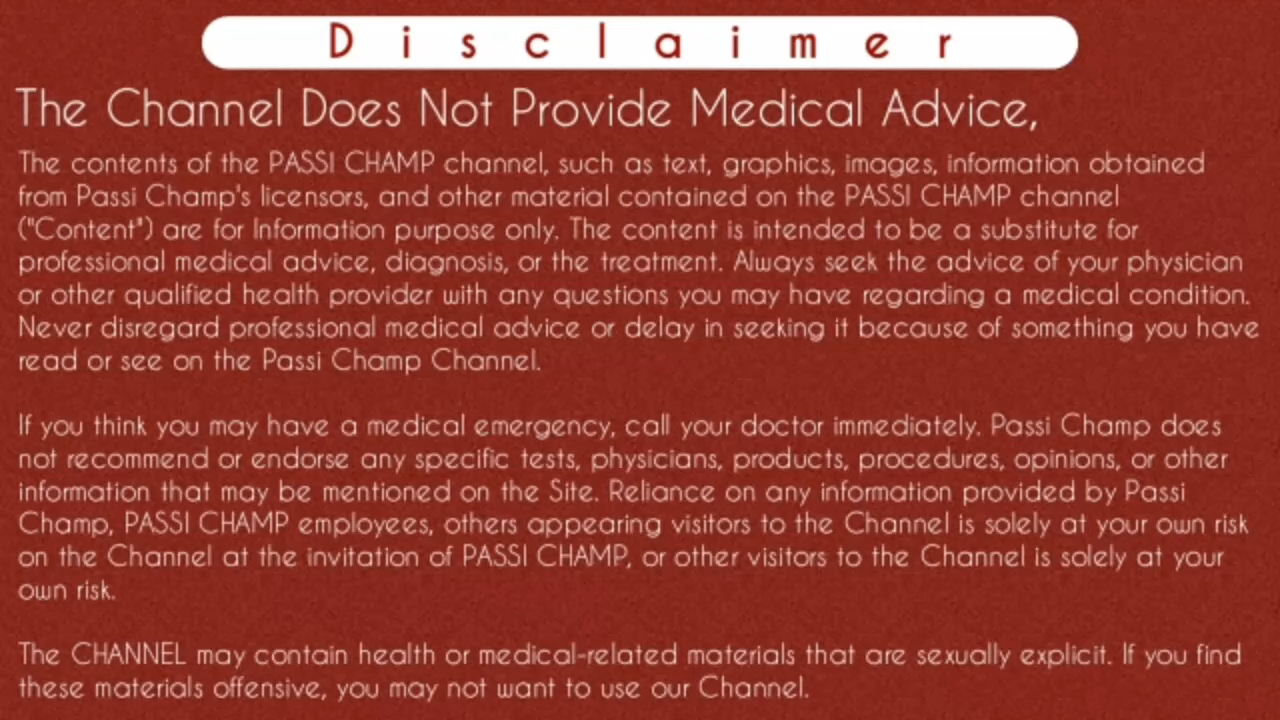 Disclaimer
The Channel Does Not Provide Medical Advice,
The contents of the PASSI CHAMP channel, such as text, graphics, images, information obtained
from Passi Champ's licensors, and other material contained on the PASSI CHAMP channel
("Content") are for Information purpose only. The content is intended to be a substitute for
professional medical advice, diagnosis, or the treatment. Always seek the advice of your physician
or other qualified health provider with any questions you may have regarding a medical condition.
Never disregard professional medical advice or delay in seeking it because of something you have
read or see on the Passi Champ Channel.
If you think you may have a medical emergency, call your doctor immediately. Passi Champ does
not recommend or endorse any specific tests, physicians, products, procedures, opinions, or other
information that may be mentioned on the Site. Reliance on any information provided by Passi
Champ, PASSI CHAMP employees, others appearing visitors to the Channel is solely at your own risk
on the Channel at the invitation of PASSI CHAMP, or other visitors to the Channel is solely at your
own risk.
The CHANNEL may contain health or medical-related materials that are sexually explicit. If you find
these materials offensive, you may not want to use our Channel.